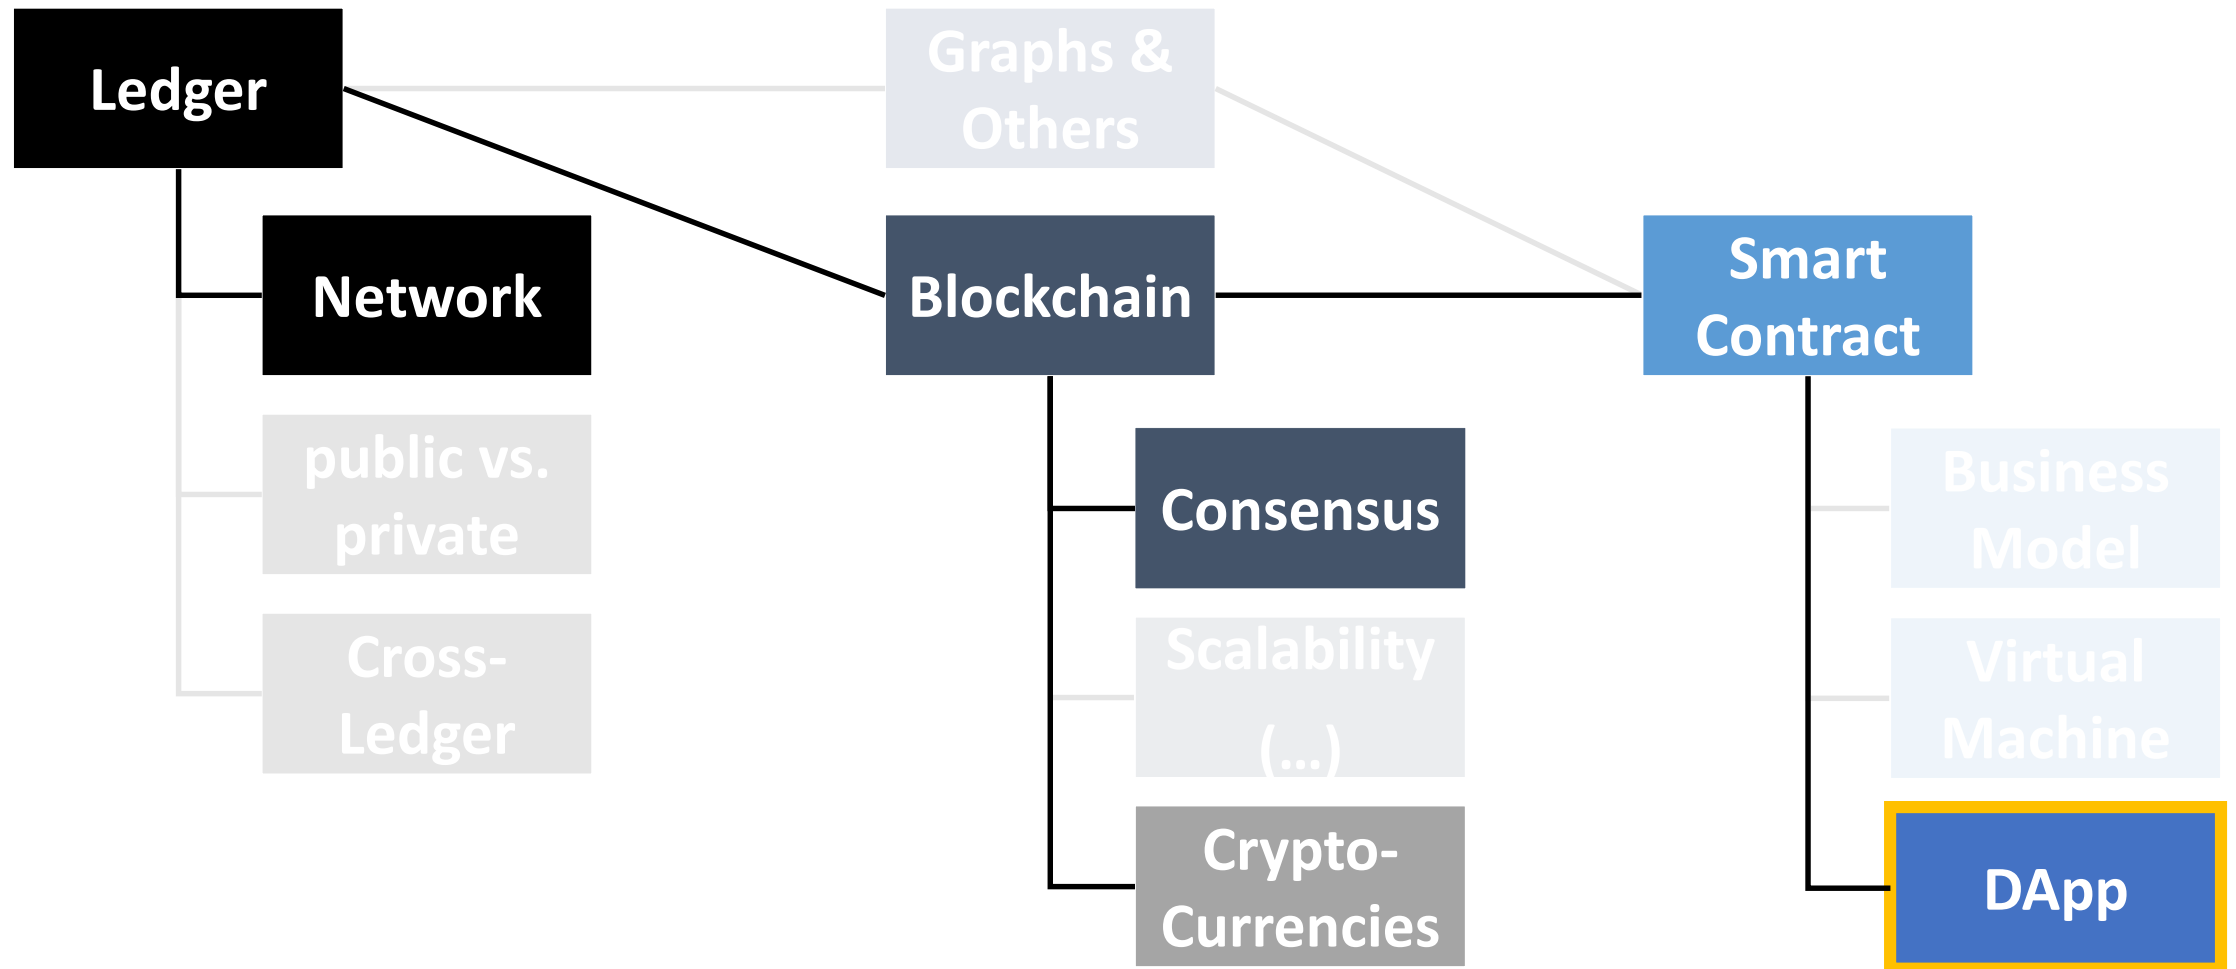 Ledger
Graphs &
Others
Network
Blockchain
Smart
Contract
public vs.
private
Consensus
Business
Model
Cross-
Ledger
Scalability
(...)
Virtual
Machine
Crypto-
Currencies
DApp